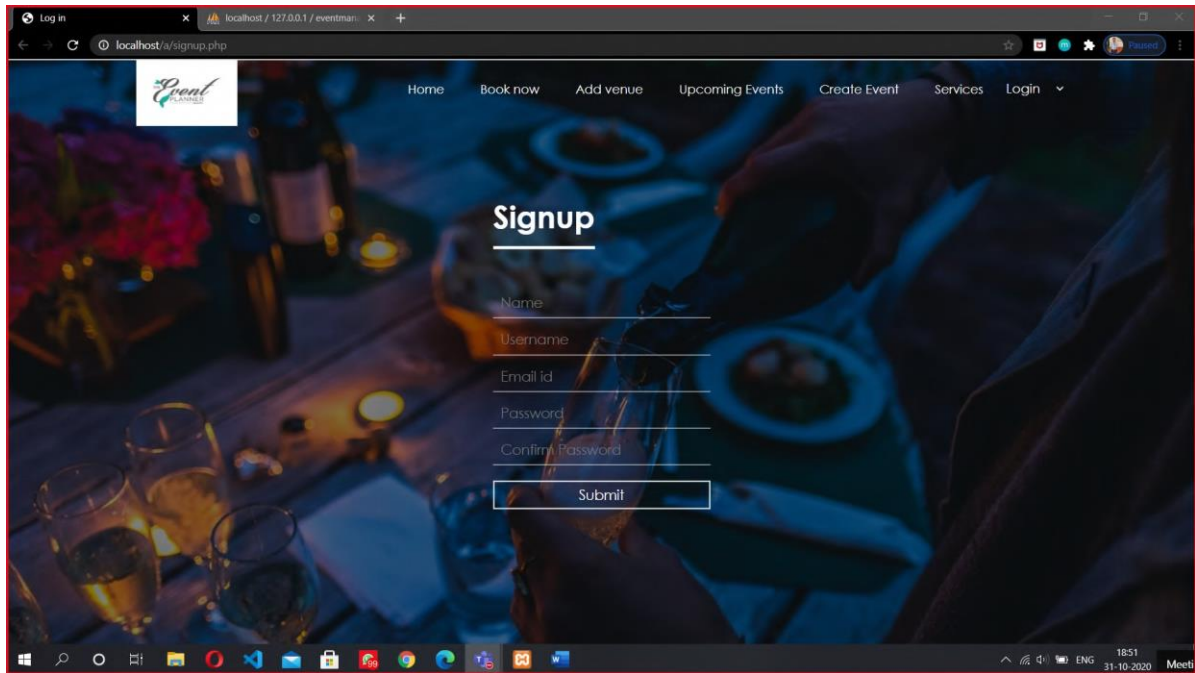 Log in
localhost / 127.0.0.1 / eventman
localhost/a/signup.php
Paused
Event
PLANNER
Home Book now Add venue Upcoming Events Create Event Services Login
Signup
Name
Username
Email id
Password
Confirm Password
Submit
99
ENG
18:51
31-10-2020
Meeti